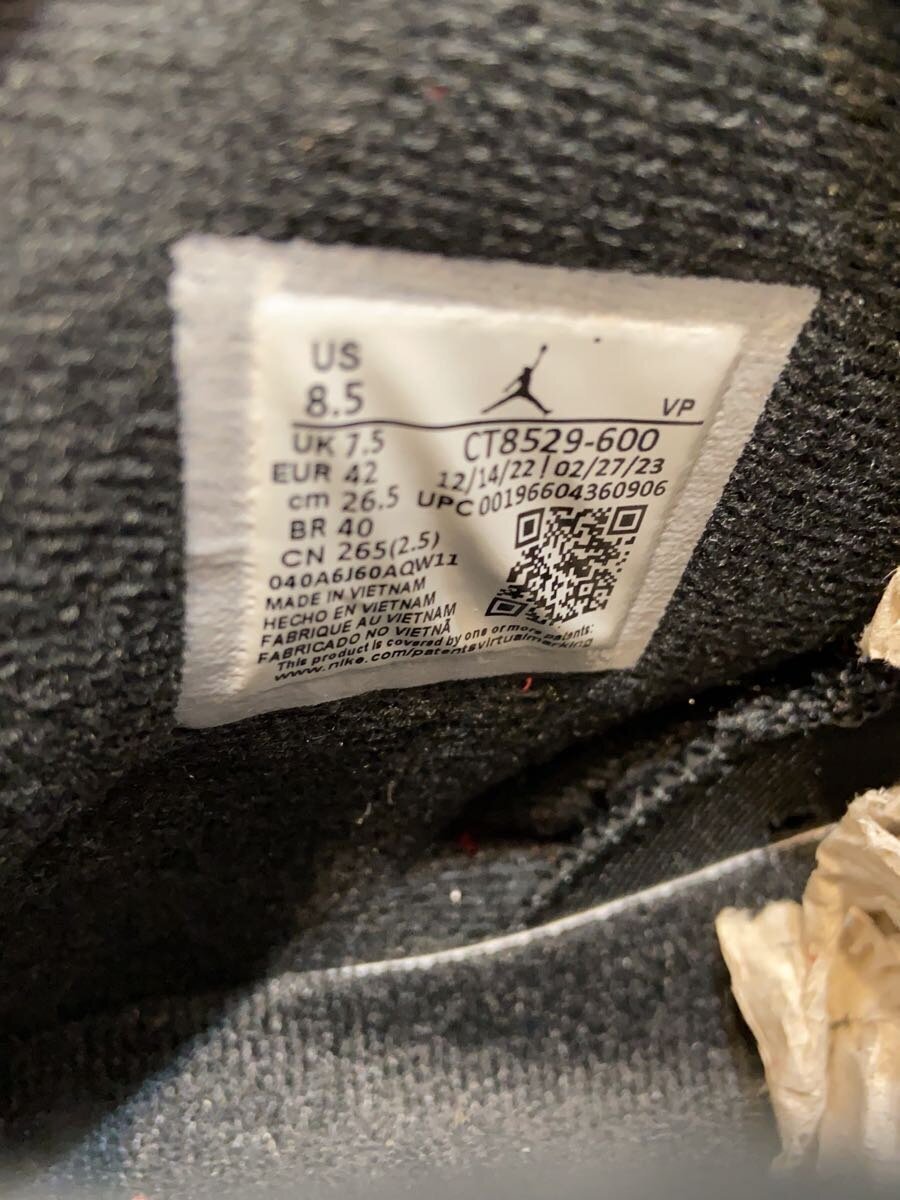 US
8.5
VP
UK 7.5
EUR 42
cm 26.5
BR 40
CN 265(2.5)
CT8529-600
12/14/22 | 02/27/23
UPC 00196604360906
040A6J60AQW11
MADE IN VIETNAM
HECHO EN VIETNAM
FABRIQUE AU VIETNAM
FABRICADO NO VIETNÃ
This product is covered by one or more patents:
www.nike.com/patentsvirtualmarking